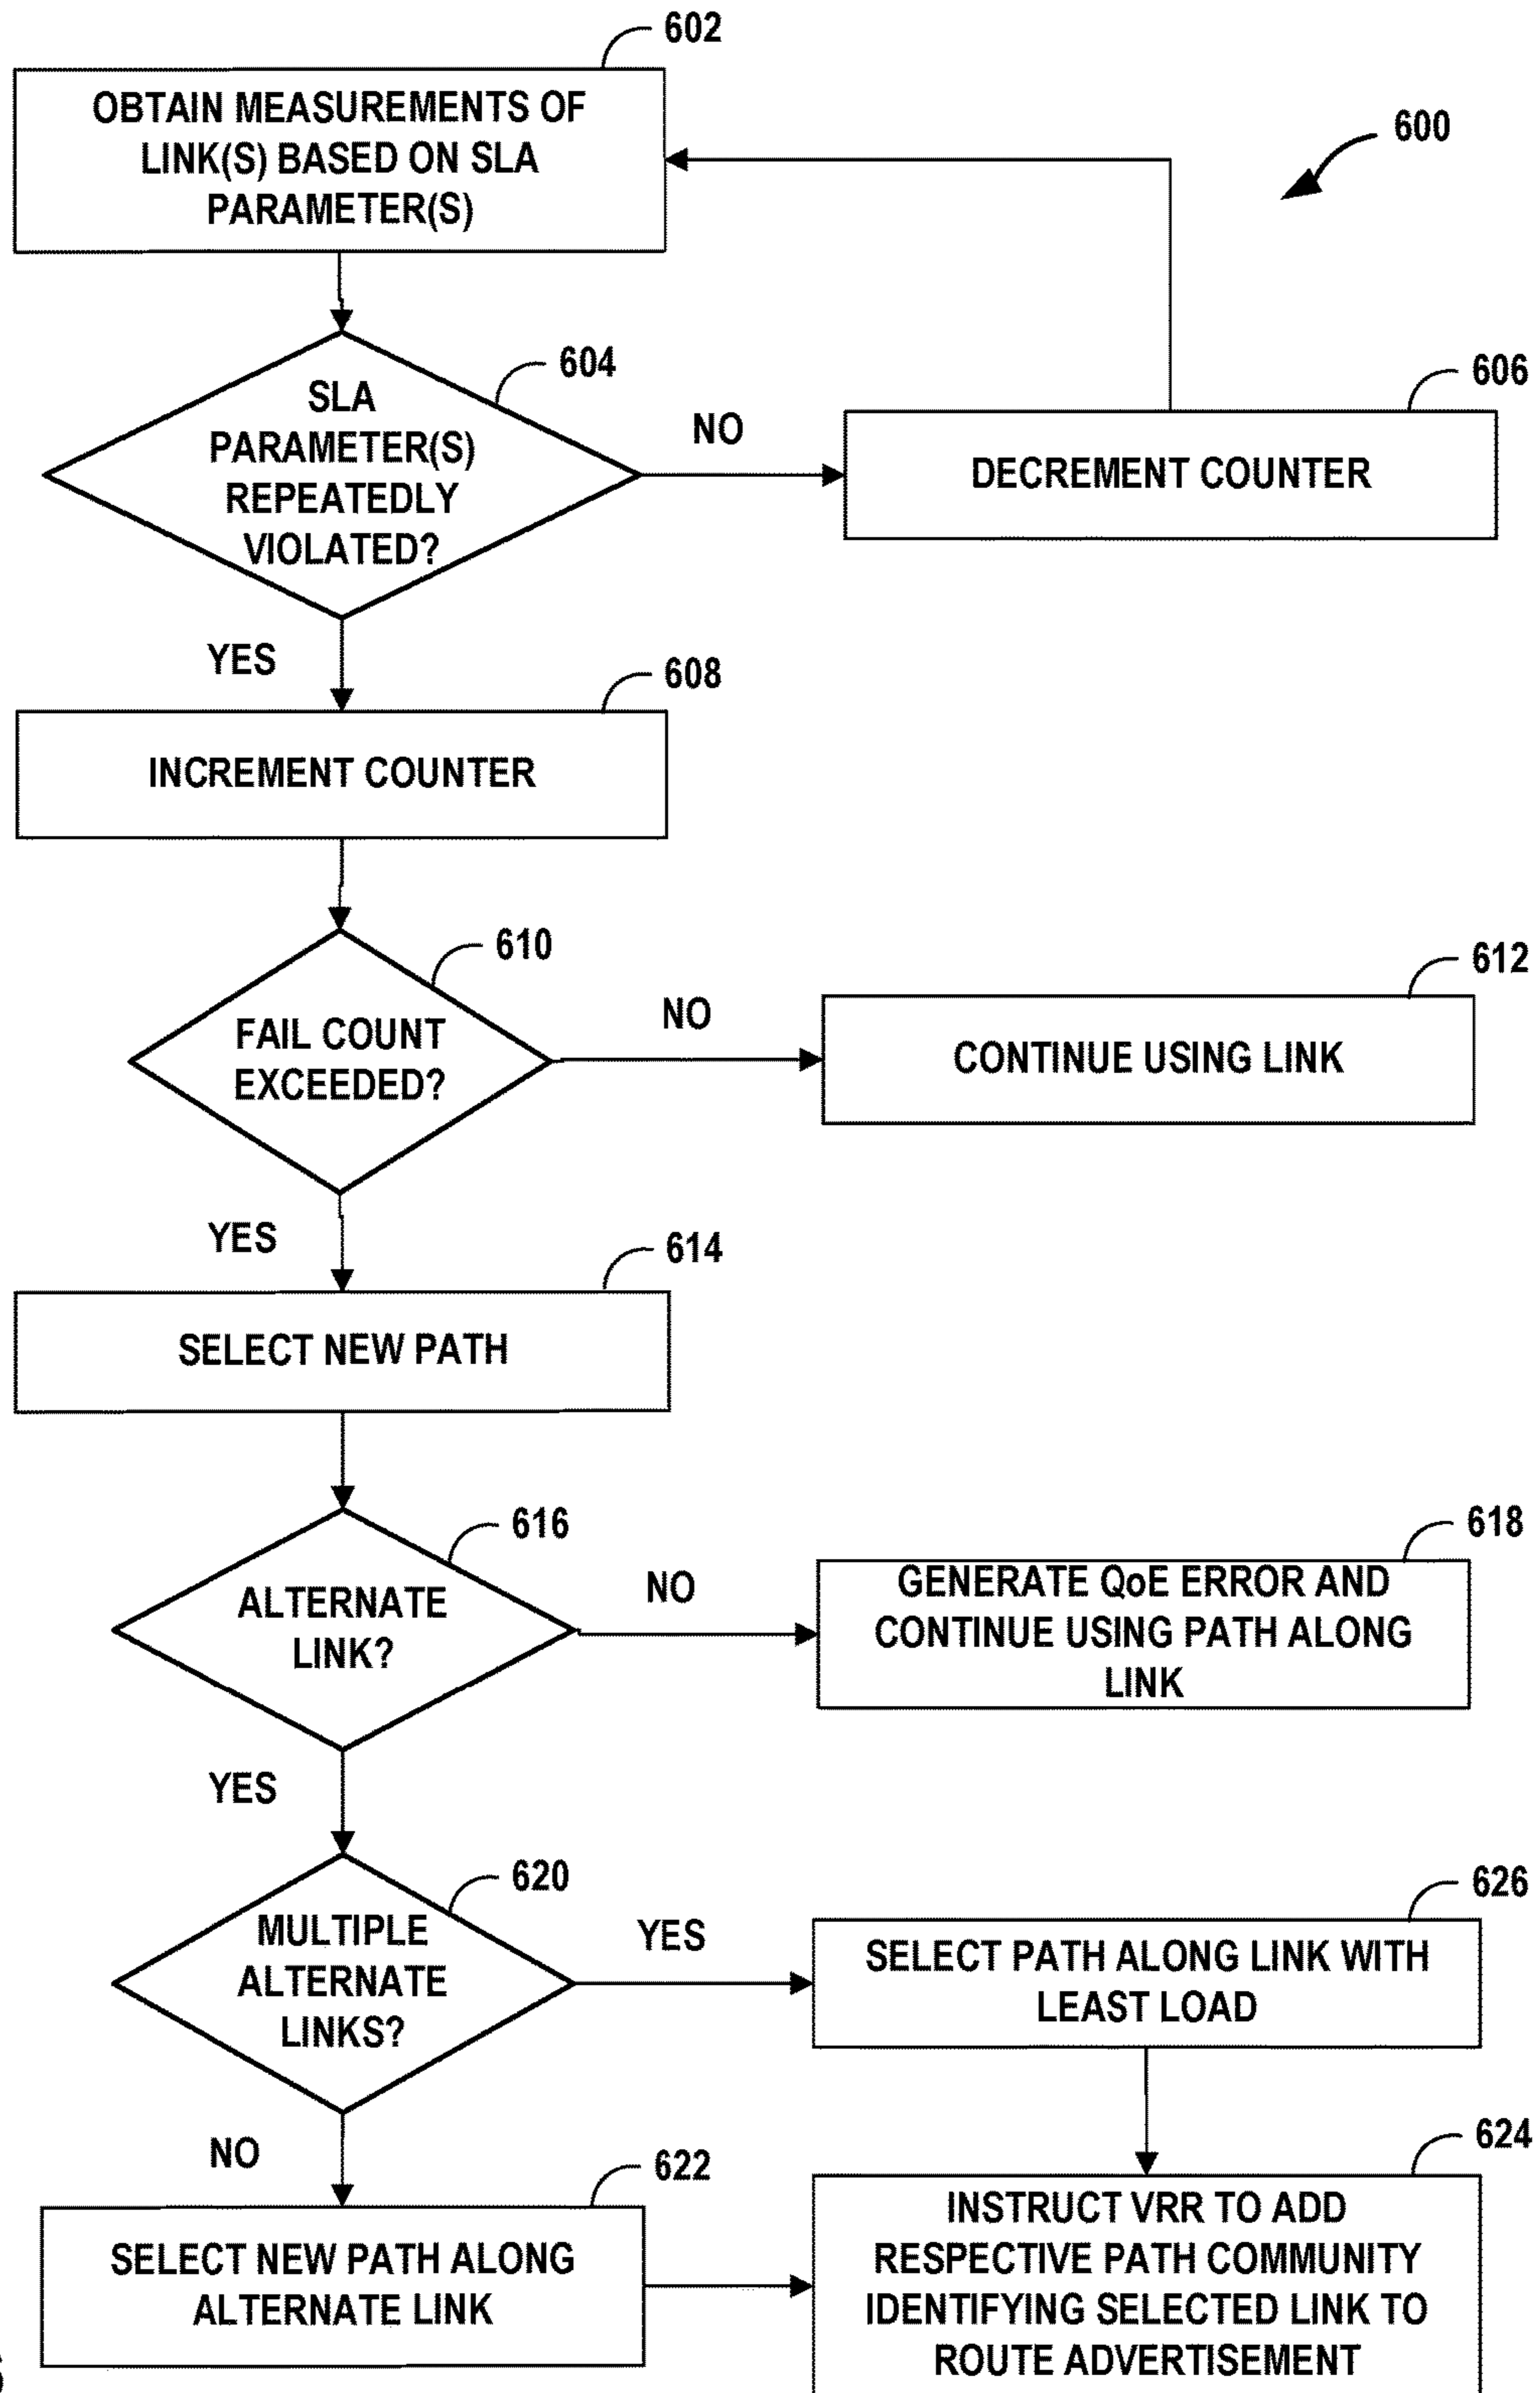 602
OBTAIN MEASUREMENTS OF
LINK(S) BASED ON SLA
PARAMETER(S)
600
604
SLA
PARAMETER(S)
REPEATEDLY
VIOLATED?
NO
606
DECREMENT COUNTER
YES
608
INCREMENT COUNTER
610
FAIL COUNT
EXCEEDED?
NO
612
CONTINUE USING LINK
YES
614
SELECT NEW PATH
616
ALTERNATE
LINK?
NO
618
GENERATE QoE ERROR AND
CONTINUE USING PATH ALONG
LINK
YES
620
MULTIPLE
ALTERNATE
LINKS?
YES
626
SELECT PATH ALONG LINK WITH
LEAST LOAD
NO
622
SELECT NEW PATH ALONG
ALTERNATE LINK
624
INSTRUCT VRR TO ADD
RESPECTIVE PATH COMMUNITY
IDENTIFYING SELECTED LINK TO
ROUTE ADVERTISEMENT